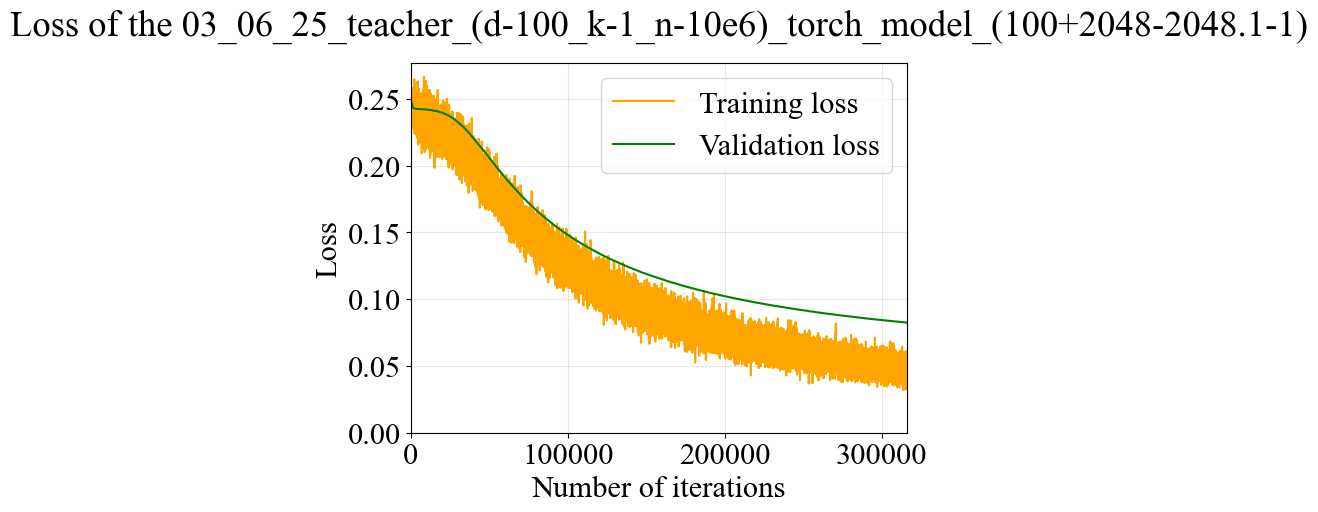 Loss of the 03_06_25_teacher_(d-100_k-1_n-10e6)_torch_model_(100+2048-2048.1-1)
Training loss
Validation loss
0.25
0.20
0.15
0.10
0.05
0.00
Loss
0
100000
200000
300000
Number of iterations